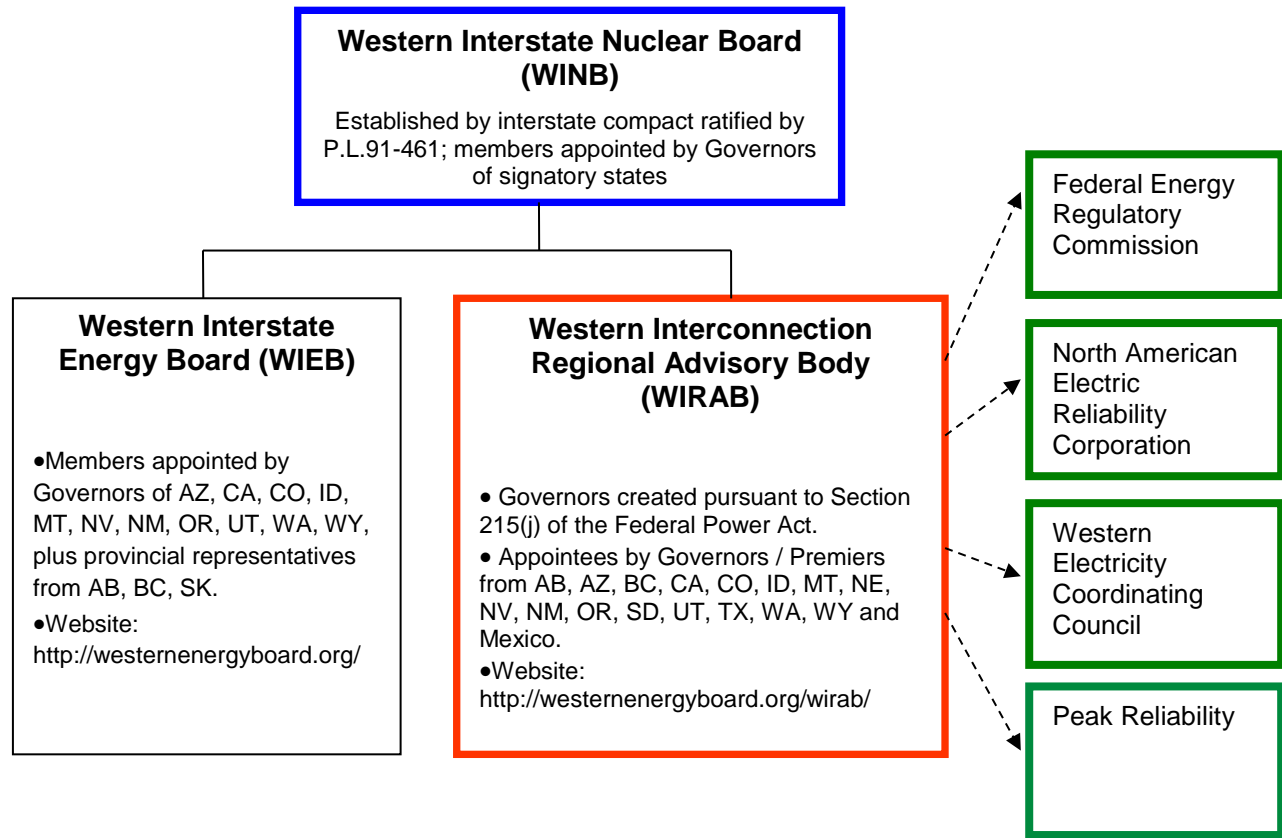 Western Interstate Nuclear Board
(WINB)
Established by interstate compact ratified by
P.L.91-461; members appointed by Governors
of signatory states
Western Interstate
Energy Board (WIEB)
•Members appointed by
Governors of AZ, CA, CO, ID,
MT, NV, NM, OR, UT, WA, WY,
plus provincial representatives
from AB, BC, SK.
•Website:
http://westernenergyboard.org/
Western Interconnection
Regional Advisory Body
(WIRAB)
• Governors created pursuant to Section
215(j) of the Federal Power Act.
• Appointees by Governors / Premiers
from AB, AZ, BC, CA, CO, ID, MT, NE,
NV, NM, OR, SD, UT, TX, WA, WY and
Mexico.
•Website:
http://westernenergyboard.org/wirab/
Federal Energy
Regulatory
Commission
North American
Electric
Reliability
Corporation
Western
Electricity
Coordinating
Council
Peak Reliability